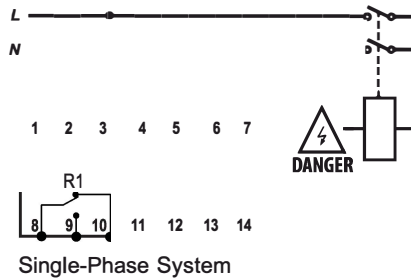 L
N
1 2 3 4 5 6 7
DANGER
R1
8 9 10 11 12 13 14
Single-Phase System